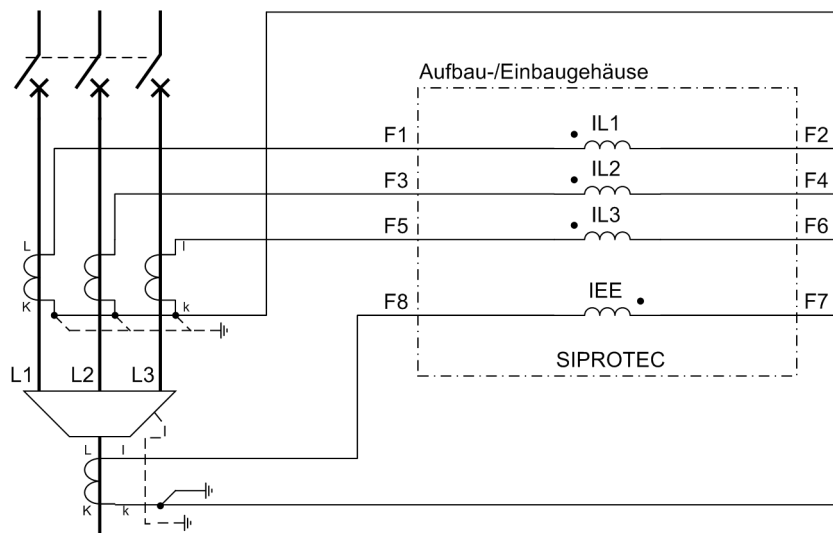 Aufbau-/Einbaugehäuse
F1 IL1 F2
F3 IL2 F4
F5 IL3 F6
L l
K k
F8 IEE F7
SIPROTEC
L1 L2 L3
L l
K k